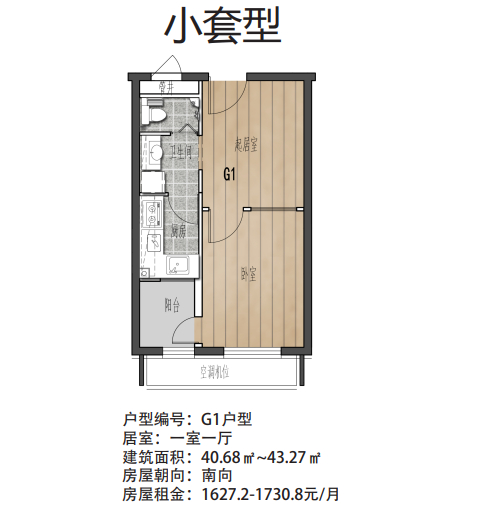 小套型
管井
起居室
卫生间
G1
厨房
卧室
阳台
空调机位
户型编号：G1户型
居室：一室一厅
建筑面积：40.68㎡~43.27㎡
房屋朝向：南向
房屋租金：1627.2-1730.8元/月